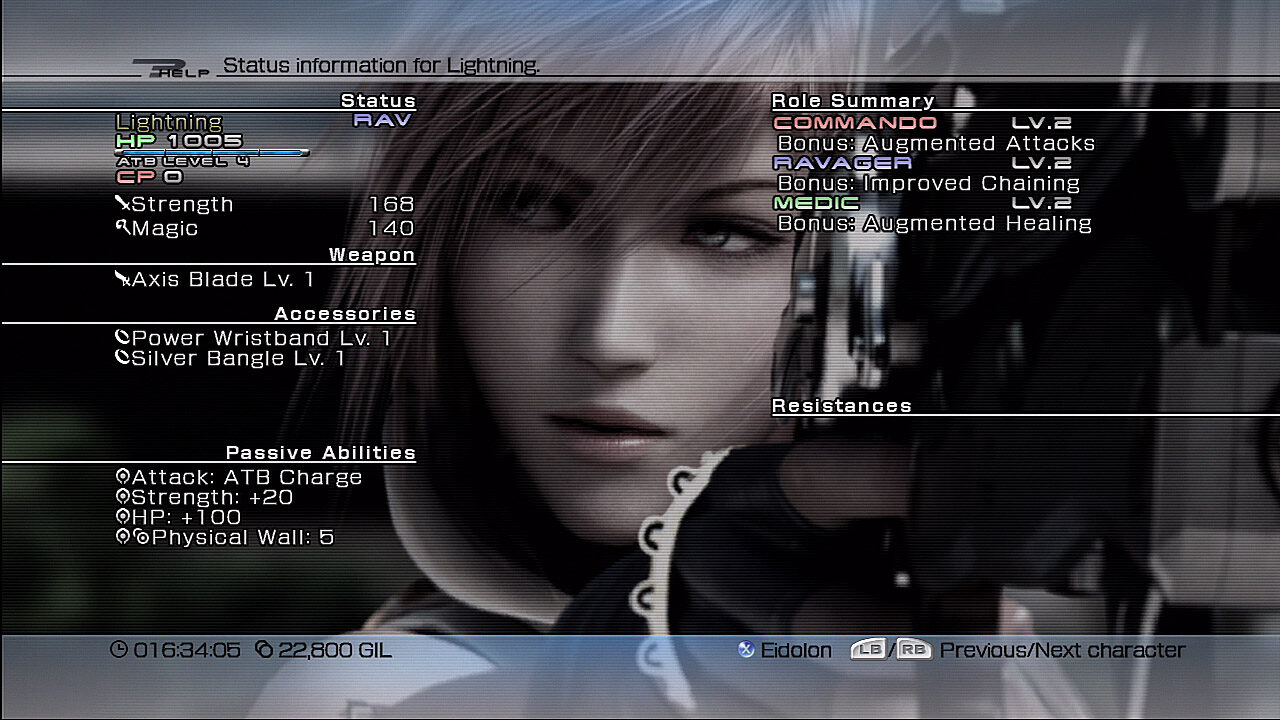 HELP Status information for Lightning.
Status
Lightning RAV
HP 1005
ATB LEVEL 4
CP 0
Strength 168
Magic 140
Weapon
Axis Blade Lv. 1
Accessories
Power Wristband Lv. 1
Silver Bangle Lv. 1
Passive Abilities
Attack: ATB Charge
Strength: +20
HP: +100
Physical Wall: 5
Role Summary
COMMANDO LV.2
Bonus: Augmented Attacks
RAVAGER LV.2
Bonus: Improved Chaining
MEDIC LV.2
Bonus: Augmented Healing
Resistances
016:34:05 22,800 GIL X Eidolon LB/RB Previous/Next character